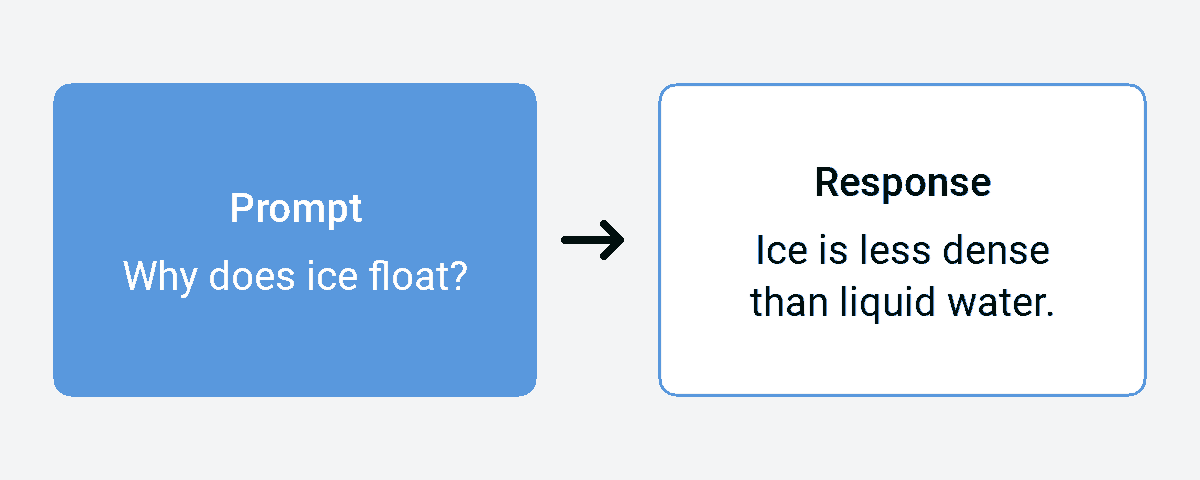 Prompt
Why does ice float?
Response
Ice is less dense
than liquid water.